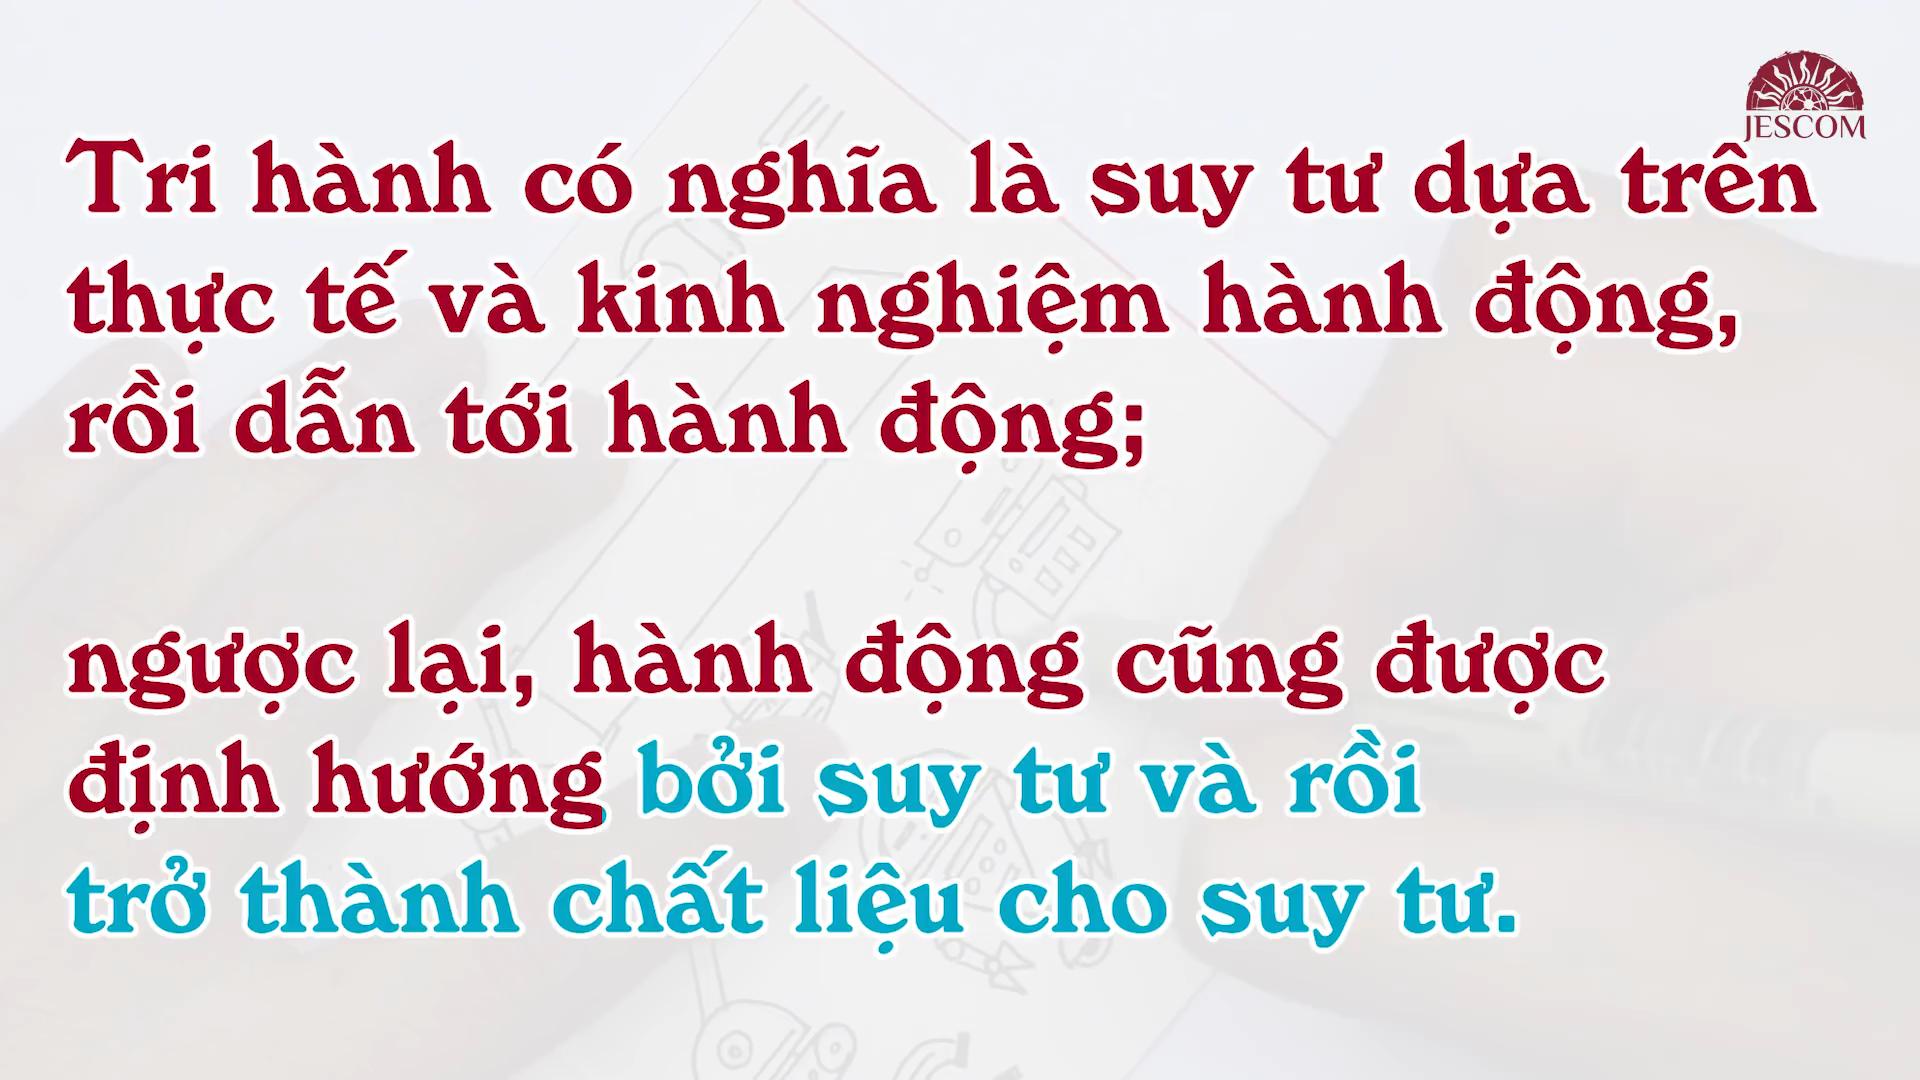 JESCOM
Tri hành có nghĩa là suy tư dựa trên
thực tế và kinh nghiệm hành động,
rồi dẫn tới hành động;
ngược lại, hành động cũng được
định hướng bởi suy tư và rồi
trở thành chất liệu cho suy tư.